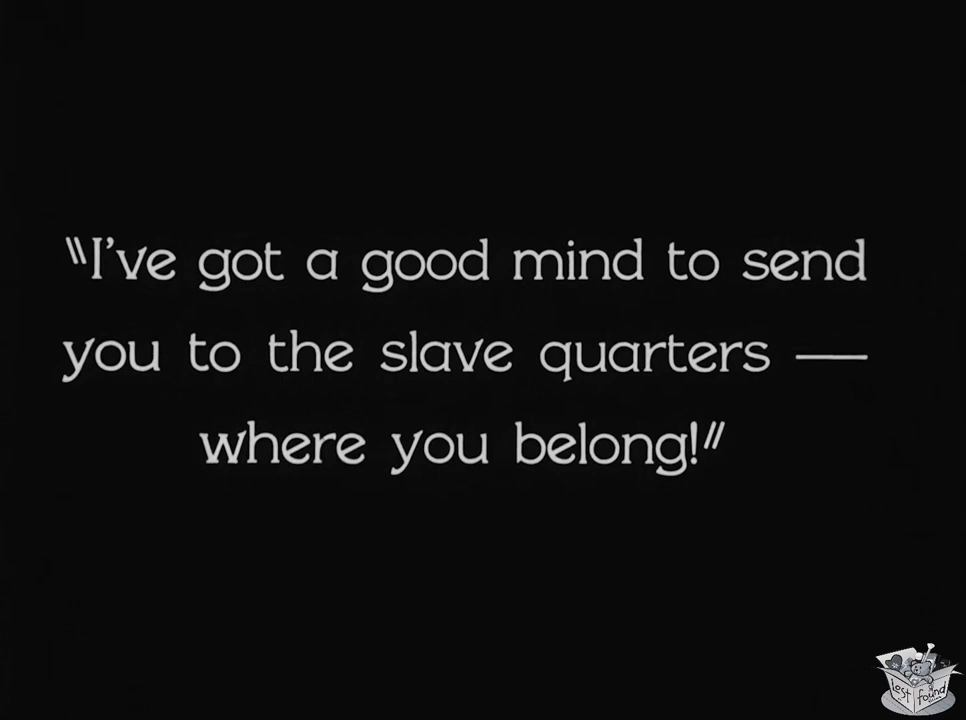 "I've got a good mind to send
you to the slave quarters —
where you belong!"
Lost found